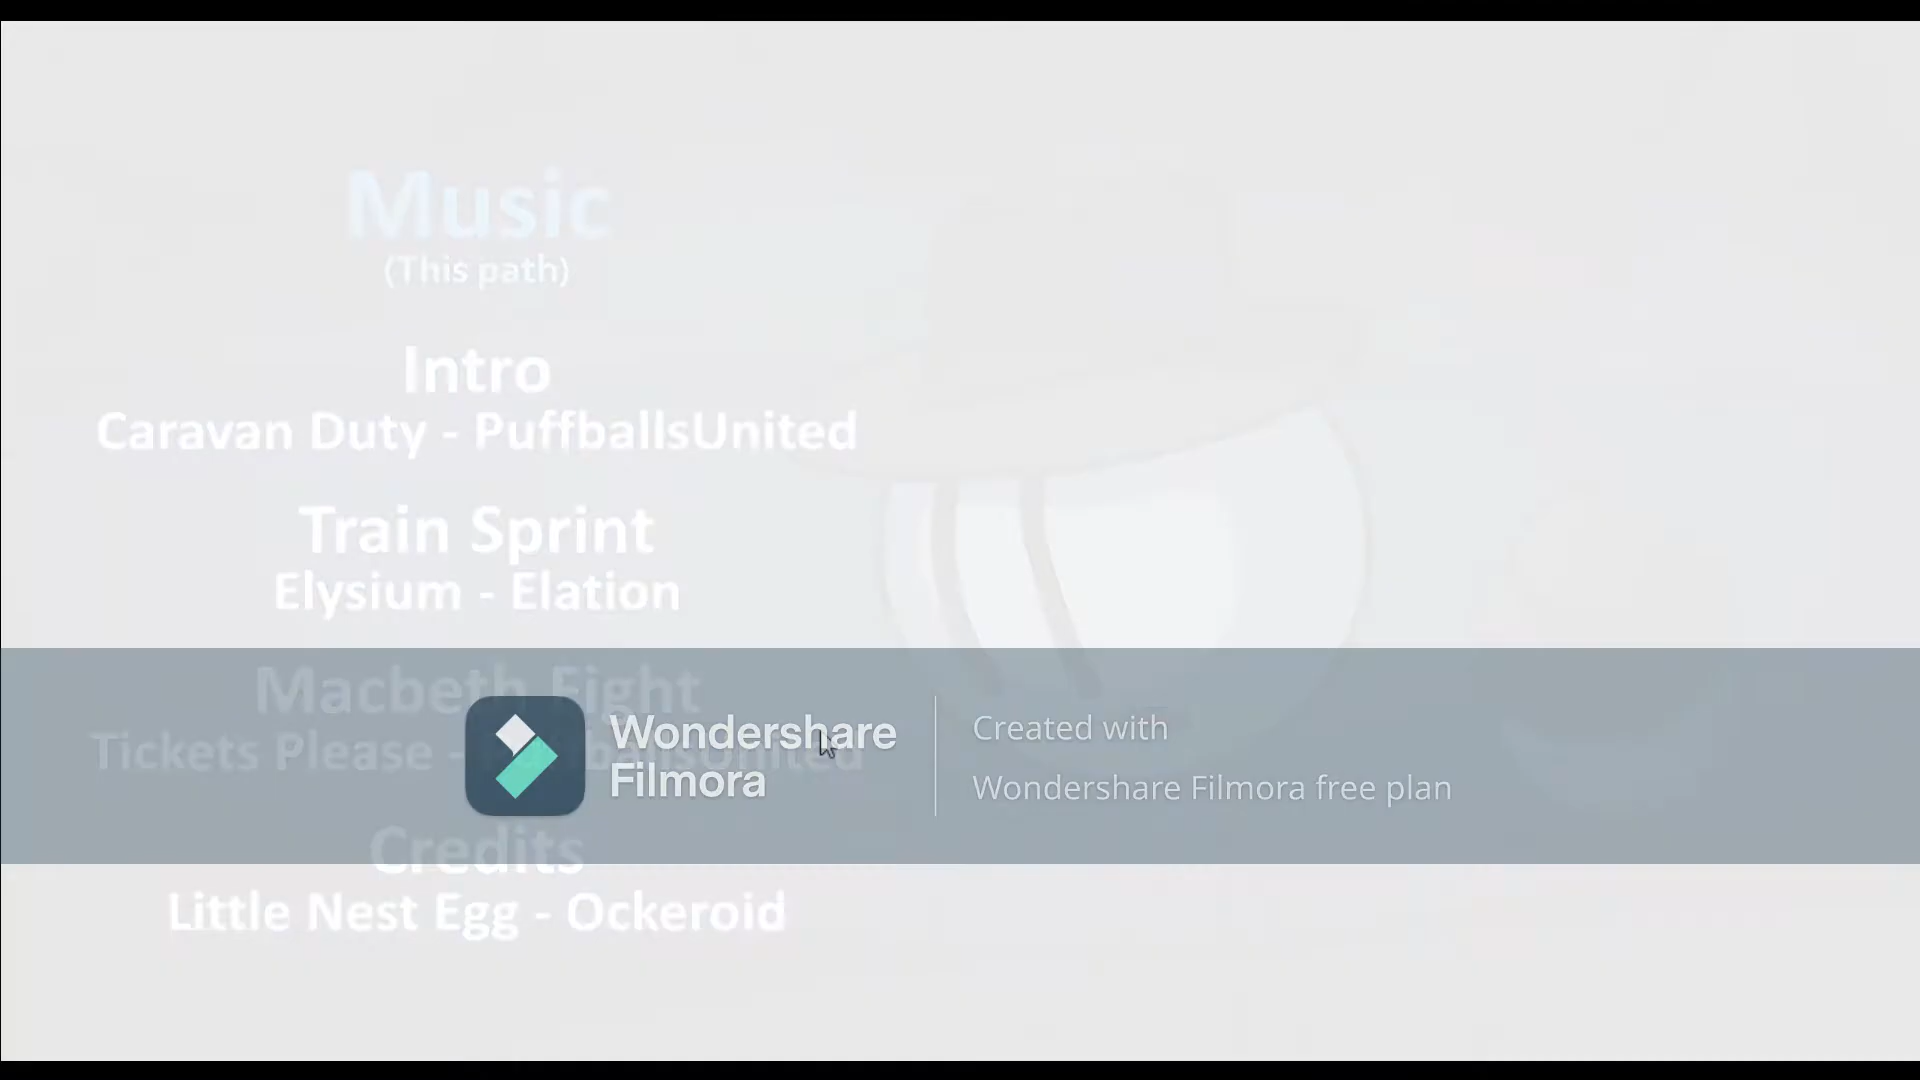 Music
(This path)
Intro
Caravan Duty - PuffballsUnited
Train Sprint
Elysium - Elation
Macbeth Fight
Tickets Please - PuffballsUnited
Wondershare
Filmora
Created with
Wondershare Filmora free plan
Credits
Little Nest Egg - Ockeroid